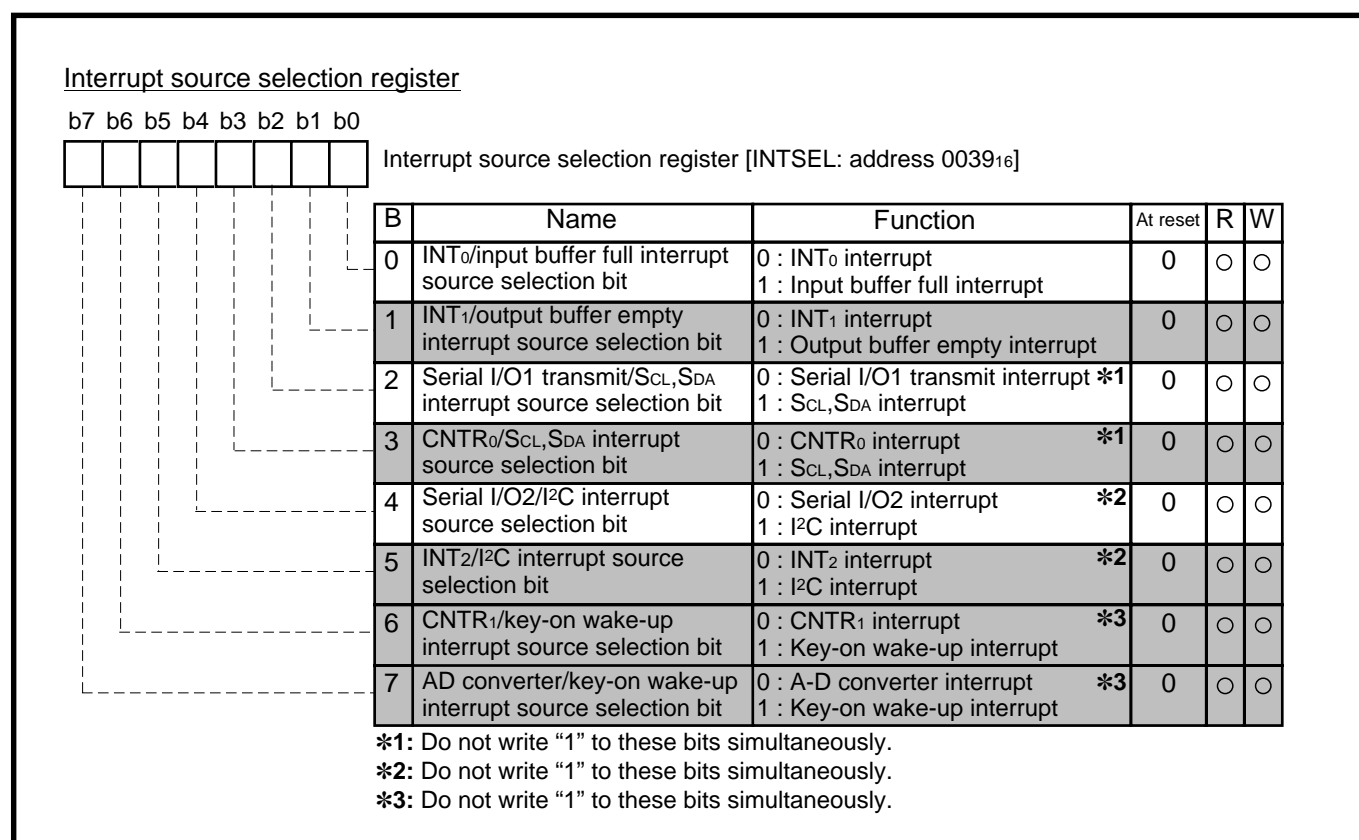 Interrupt source selection register
b7 b6 b5 b4 b3 b2 b1 b0
Interrupt source selection register [INTSEL: address 0039₁₆]
B Name Function At reset R W
0 INT₀/input buffer full interrupt 0 : INT₀ interrupt 0 ○ ○
source selection bit 1 : Input buffer full interrupt
1 INT₁/output buffer empty 0 : INT₁ interrupt 0 ○ ○
interrupt source selection bit 1 : Output buffer empty interrupt
2 Serial I/O1 transmit/SCL,SDA 0 : Serial I/O1 transmit interrupt ✻1 0 ○ ○
interrupt source selection bit 1 : SCL,SDA interrupt
3 CNTR₀/SCL,SDA interrupt 0 : CNTR₀ interrupt ✻1 0 ○ ○
source selection bit 1 : SCL,SDA interrupt
4 Serial I/O2/I²C interrupt 0 : Serial I/O2 interrupt ✻2 0 ○ ○
source selection bit 1 : I²C interrupt
5 INT₂/I²C interrupt source 0 : INT₂ interrupt ✻2 0 ○ ○
selection bit 1 : I²C interrupt
6 CNTR₁/key-on wake-up 0 : CNTR₁ interrupt ✻3 0 ○ ○
interrupt source selection bit 1 : Key-on wake-up interrupt
7 AD converter/key-on wake-up 0 : A-D converter interrupt ✻3 0 ○ ○
interrupt source selection bit 1 : Key-on wake-up interrupt
✻1: Do not write “1” to these bits simultaneously.
✻2: Do not write “1” to these bits simultaneously.
✻3: Do not write “1” to these bits simultaneously.